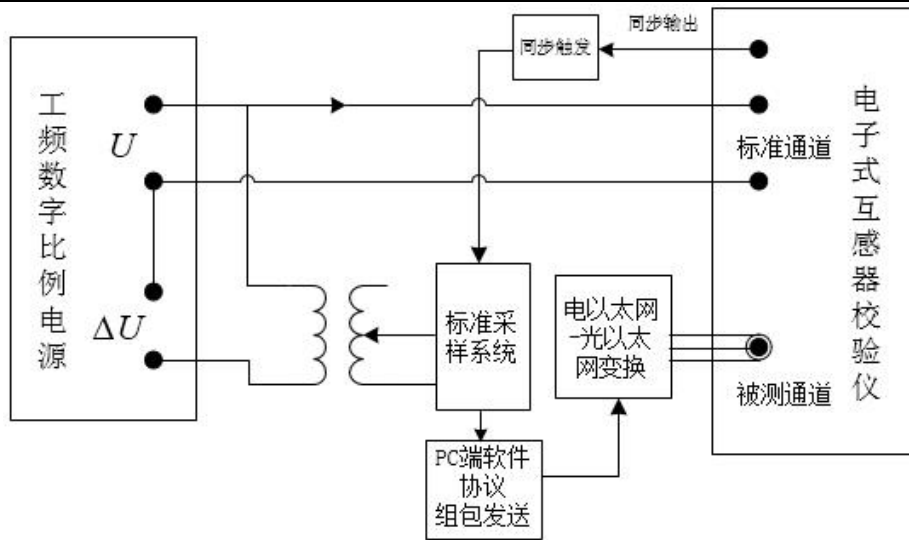 工频数字比例电源
U
ΔU
同步触发
同步输出
标准通道
电子式互感器校验仪
标准采
样系统
电以太网
-光以太
网变换
被测通道
PC端软件
协议
组包发送